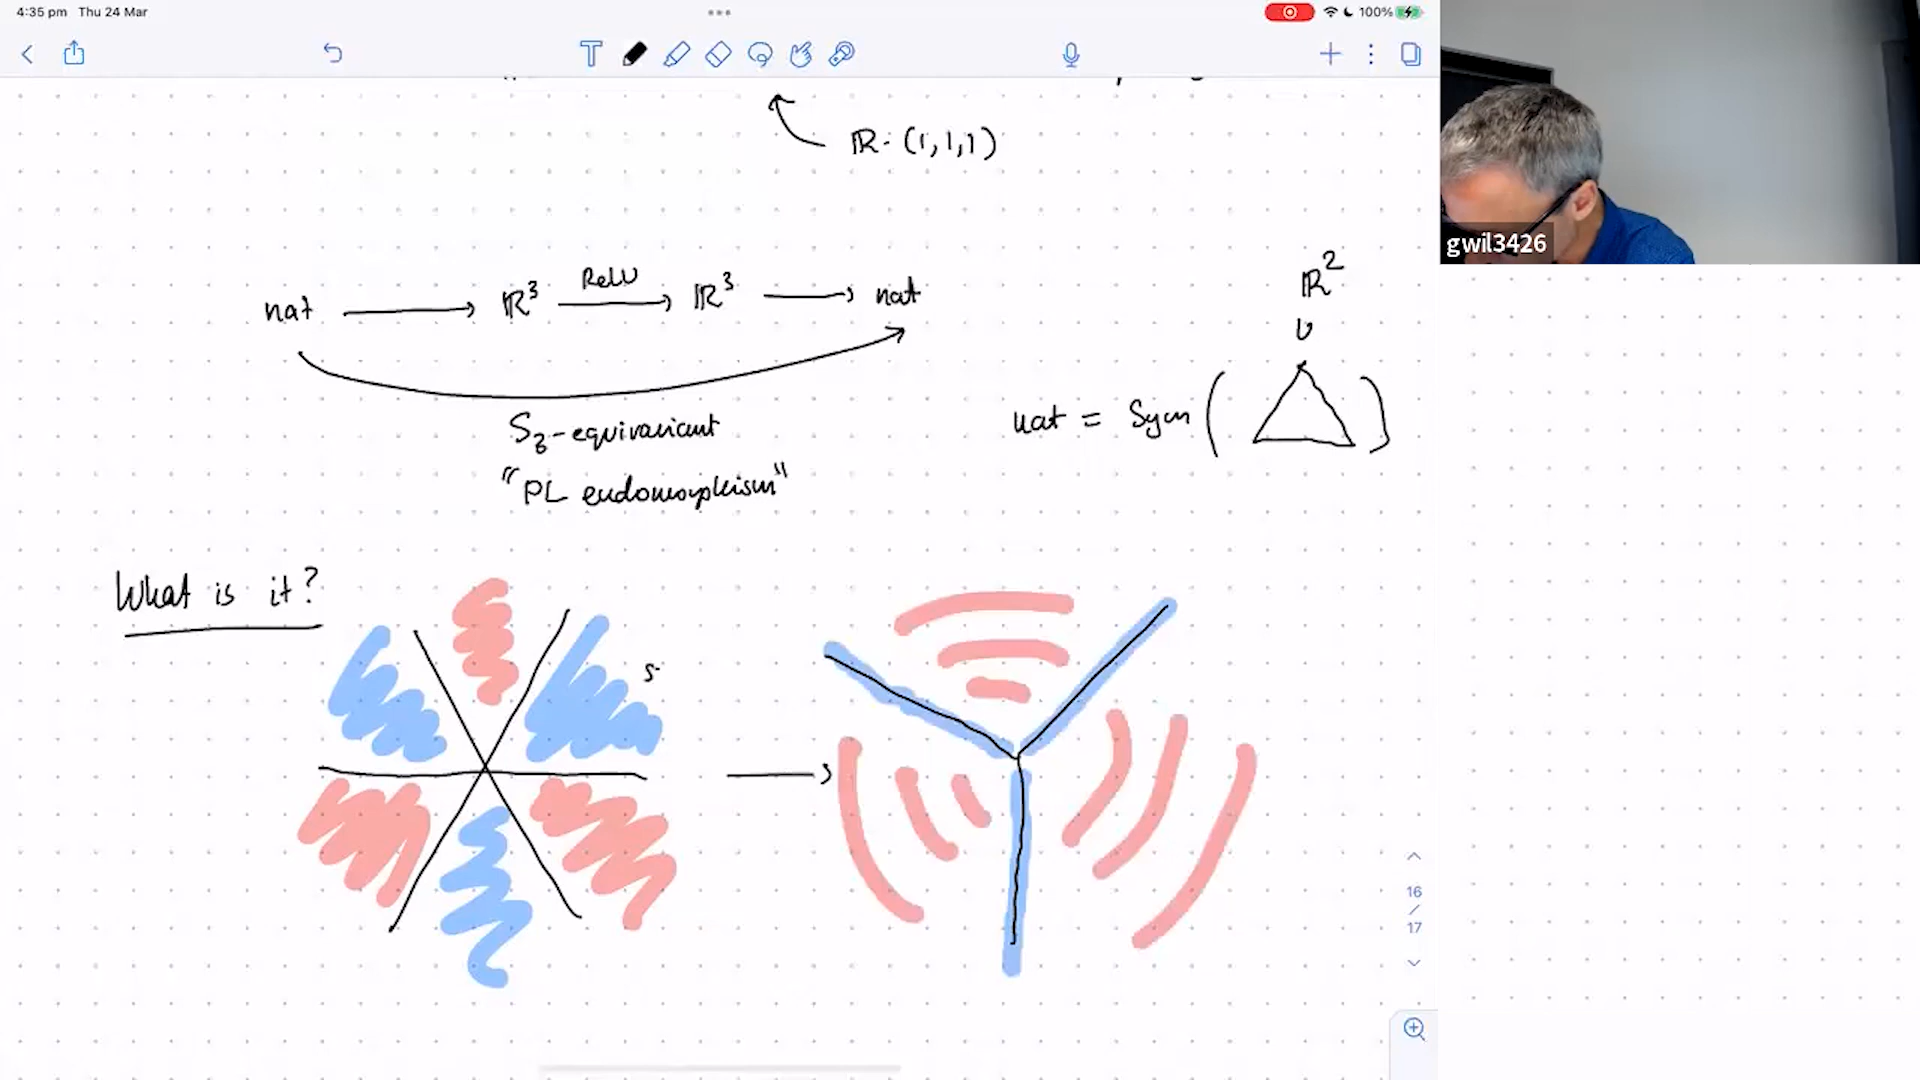 4:35 pm Thu 24 Mar
100%
ℝ·(1,1,1)
gwil3426
nat → ℝ³ ReLU → ℝ³ → nat
ℝ²
∪
nat = Sym ( )
S₃-equivariant
"PL endomorphism"
What is it?
s
→
16
/
17